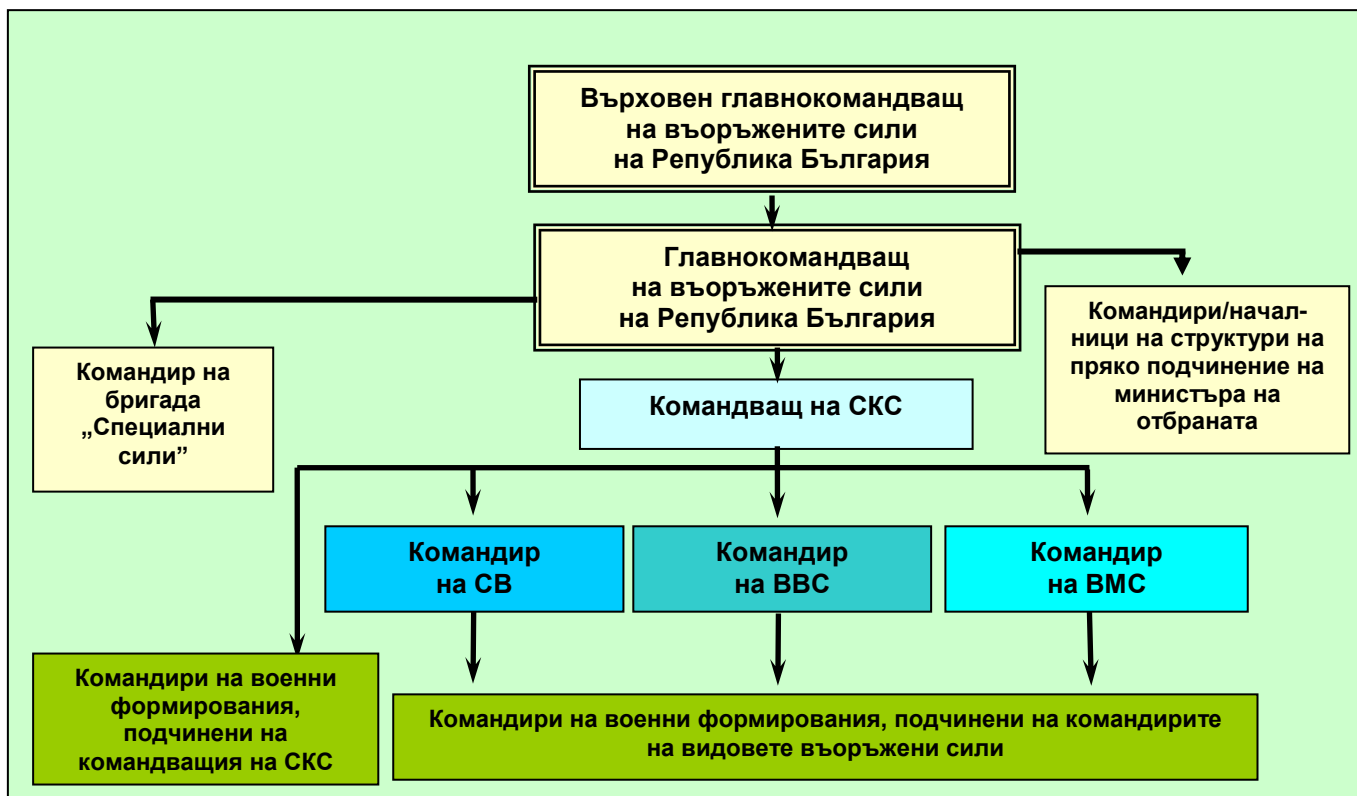 Върховен главнокомандващ
на въоръжените сили
на Република България
Главнокомандващ
на въоръжените сили
на Република България
Командири/начал-
ници на структури на
пряко подчинение на
министъра на
отбраната
Командир на
бригада
„Специални
сили”
Командващ на СКС
Командир
на СВ
Командир
на ВВС
Командир
на ВМС
Командири на военни
формирования,
подчинени на
командващия на СКС
Командири на военни формирования, подчинени на командирите
на видовете въоръжени сили